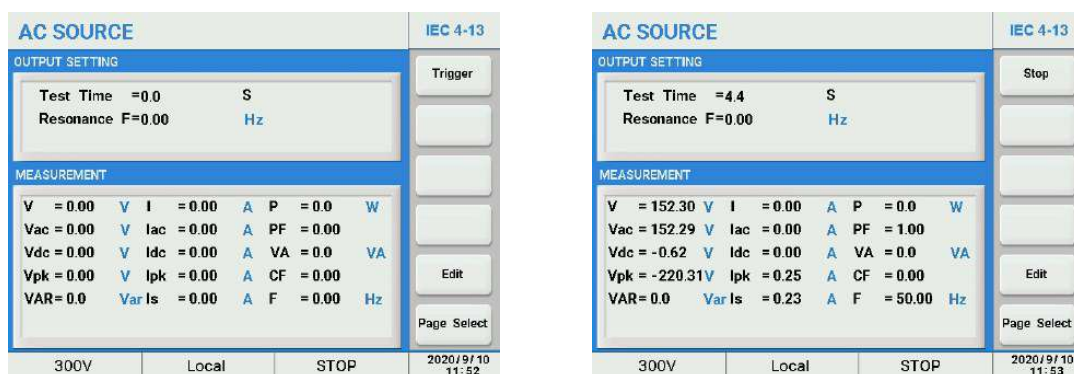 AC SOURCE
IEC 4-13
OUTPUT SETTING
Test Time =0.0 S
Resonance F=0.00 Hz
MEASUREMENT
V = 0.00 V I = 0.00 A P = 0.0 W
Vac = 0.00 V Iac = 0.00 A PF = 0.00
Vdc = 0.00 V Idc = 0.00 A VA = 0.0 VA
Vpk = 0.00 V Ipk = 0.00 A CF = 0.00
VAR= 0.0 Var Is = 0.00 A F = 0.00 Hz
Trigger
Edit
Page Select
300V Local STOP 2020/9/10
11:52
AC SOURCE
IEC 4-13
OUTPUT SETTING
Test Time =4.4 S
Resonance F=0.00 Hz
MEASUREMENT
V = 152.30 V I = 0.00 A P = 0.0 W
Vac = 152.29 V Iac = 0.00 A PF = 1.00
Vdc = -0.62 V Idc = 0.00 A VA = 0.0 VA
Vpk = -220.31V Ipk = 0.25 A CF = 0.00
VAR= 0.0 Var Is = 0.23 A F = 50.00 Hz
Stop
Edit
Page Select
300V Local STOP 2020/9/10
11:53